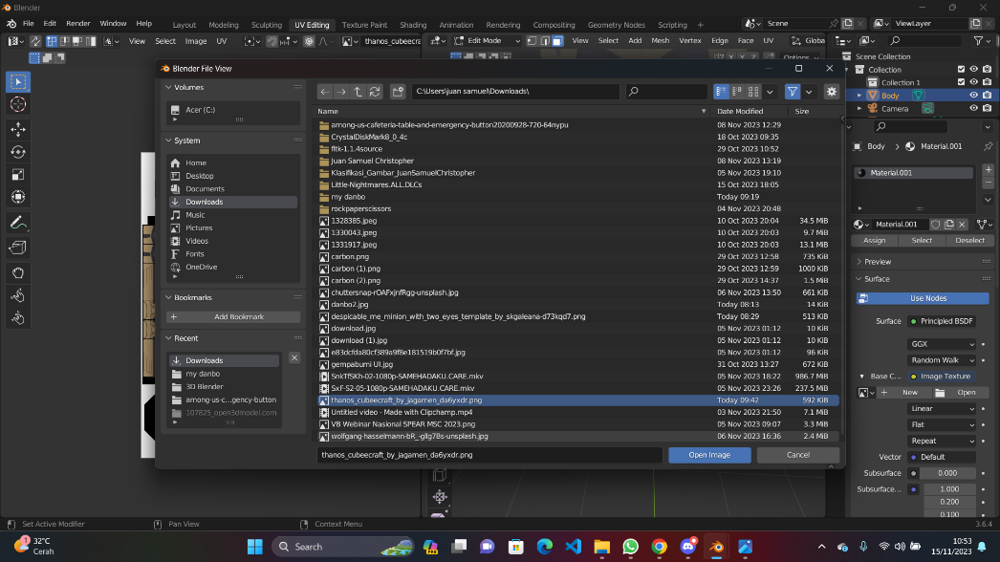 Blender
File Edit Render Window Help
Layout Modeling Sculpting UV Editing Texture Paint Shading Animation Rendering Compositing Geometry Nodes Scripting +
Scene
ViewLayer
View Select Image UV
thanos_cubeecra
Edit Mode
View Select Add Mesh Vertex Edge Face UV
Globa
Options
Scene Collection
Collection
Collection 1
Body
Camera
Blender File View
Volumes
Acer (C:)
System
Home
Desktop
Documents
Downloads
Music
Pictures
Videos
Fonts
OneDrive
Bookmarks
Add Bookmark
Recent
Downloads
my danbo
3D Blender
among-us-c...gency-button
107825_open3dmodel.com
C:\Users\juan samuel\Downloads\
Name Date Modified Size
among-us-cafeteria-table-and-emergency-button20200928-720-64nypu 08 Nov 2023 12:29
CrystalDiskMark8_0_4c 18 Oct 2023 09:35
fltk-1.1.4source 29 Oct 2023 10:52
Juan Samuel Christopher 08 Nov 2023 13:19
Klasifikasi_Gambar_JuanSamuelChristopher 05 Nov 2023 19:10
Little-Nightmares.ALL.DLCs 15 Oct 2023 18:05
my danbo Today 09:19
rockpaperscissors 04 Nov 2023 20:48
1328385.jpeg 10 Oct 2023 20:04 34.5 MiB
1330043.jpeg 10 Oct 2023 20:03 9.7 MiB
1331917.jpeg 10 Oct 2023 20:03 13.1 MiB
carbon.png 29 Oct 2023 12:58 735 KiB
carbon (1).png 29 Oct 2023 12:59 1000 KiB
carbon (2).png 29 Oct 2023 14:37 1.5 MiB
chuttersnap-rOAFxjnfRgg-unsplash.jpg 06 Nov 2023 13:50 661 KiB
danbo2.jpg Today 08:13 14 KiB
despicable_me_minion_with_two_eyes_template_by_skgaleana-d73kqd7.png Today 08:29 513 KiB
download.jpg 05 Nov 2023 01:12 10 KiB
download (1).jpg 05 Nov 2023 01:12 10 KiB
e83dcfda80cf389a9f8e181519b0f7bf.jpg 05 Nov 2023 01:12 96 KiB
gempabumi UI.jpg 31 Oct 2023 13:27 672 KiB
SnkTfSKh-02-1080p-SAMEHADAKU.CARE.mkv 05 Nov 2023 18:22 986.7 MiB
SxF-S2-05-1080p-SAMEHADAKU.CARE.mkv 05 Nov 2023 23:26 237.5 MiB
thanos_cubeecraft_by_jagamen_da6yxdr.png Today 09:42 592 KiB
Untitled video - Made with Clipchamp.mp4 03 Nov 2023 21:50 7.1 MiB
VB Webinar Nasional SPEAR MSC 2023.png 05 Nov 2023 09:07 3.3 MiB
wolfgang-hasselmann-bR_-gllg7Bs-unsplash.jpg 06 Nov 2023 16:36 2.4 MiB
thanos_cubeecraft_by_jagamen_da6yxdr.png
Open Image
Cancel
Body Material.001
Material.001
Material.001
Assign Select Deselect
Preview
Surface
Use Nodes
Surface Principled BSDF
GGX
Random Walk
Base C... Image Texture
New Open
Linear
Flat
Repeat
Vector Default
Subsurface 0.000
Subsurface... 1.000
0.200
0.100
Set Active Modifier
Pan View
Context Menu
3.6.4
1
32°C
Cerah
Search
10:53
15/11/2023